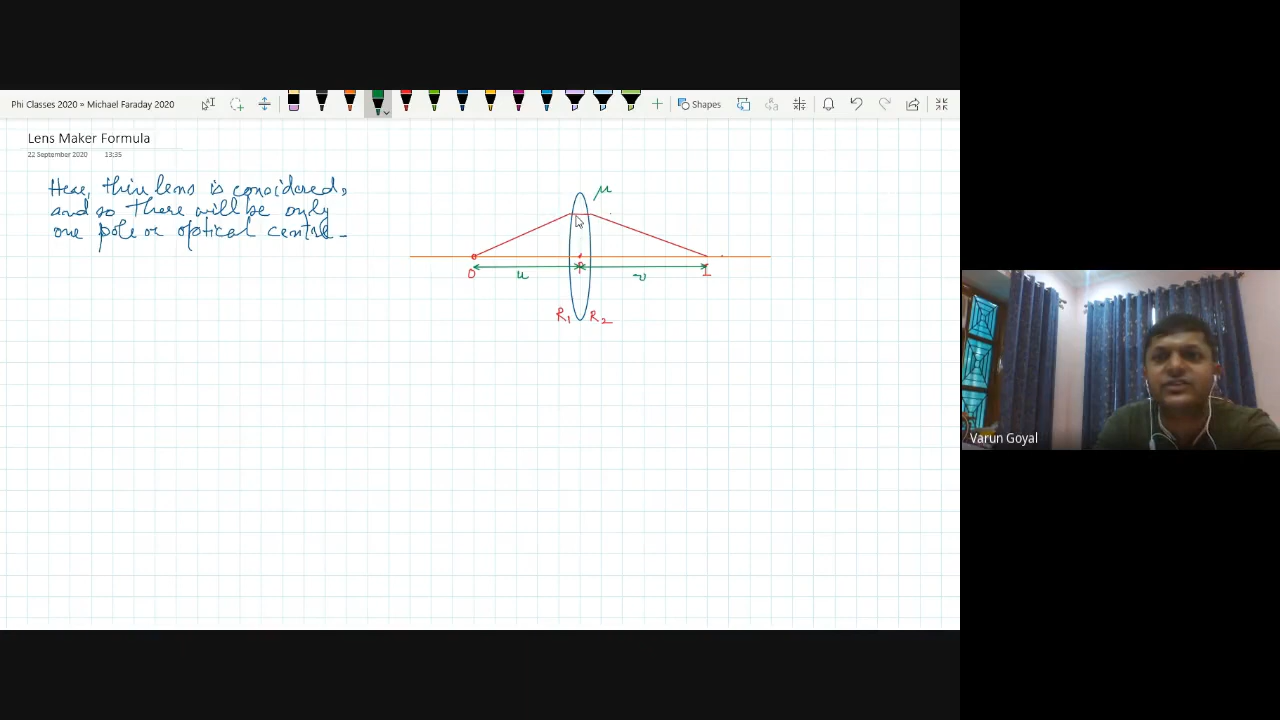 Phi Classes 2020 » Michael Faraday 2020
Shapes
Lens Maker Formula
22 September 2020 13:35
Here, thin lens is considered,
and so there will be only
one pole or optical centre.
μ
O
u
P
v
I
R1
R2
Varun Goyal